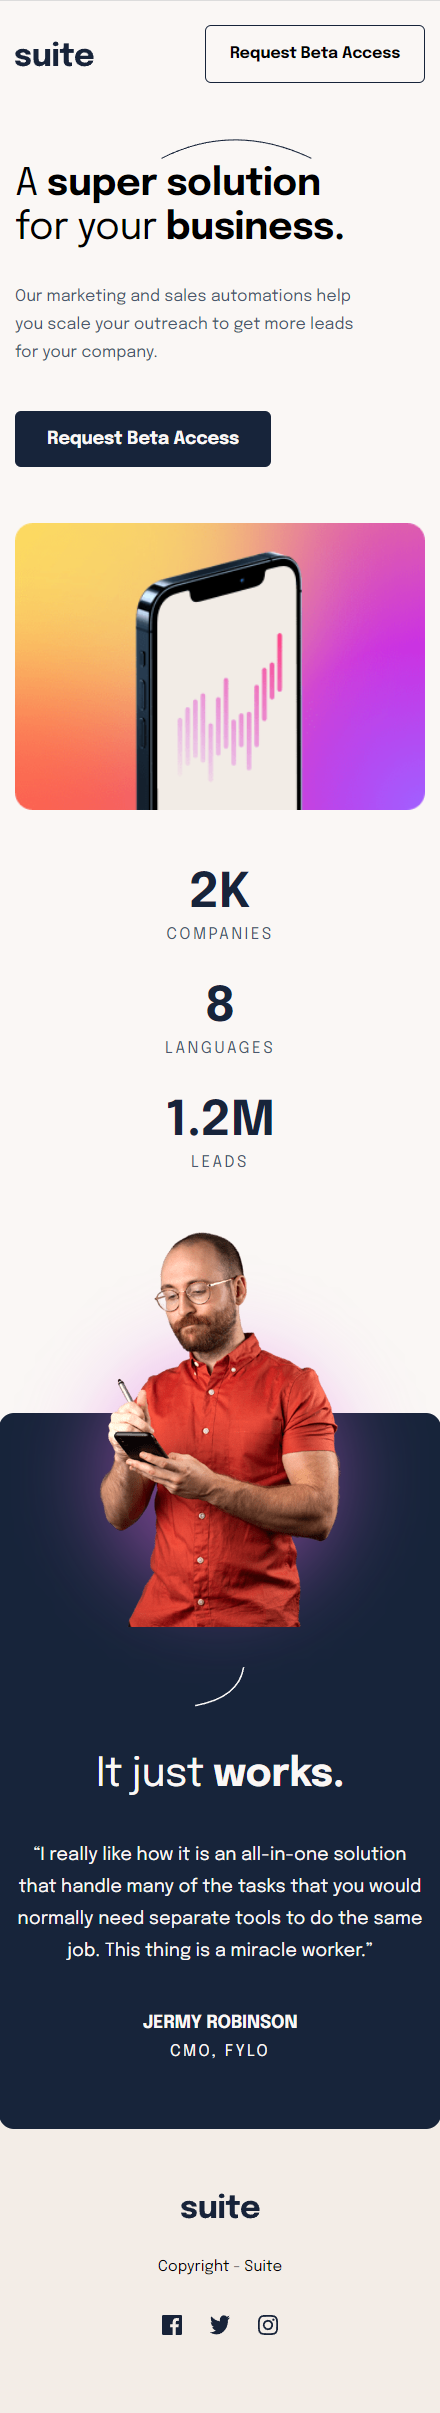 suite
Request Beta Access
A super solution
for your business.
Our marketing and sales automations help
you scale your outreach to get more leads
for your company.
Request Beta Access
2K
COMPANIES
8
LANGUAGES
1.2M
LEADS
It just works.
“I really like how it is an all-in-one solution
that handle many of the tasks that you would
normally need separate tools to do the same
job. This thing is a miracle worker.”
JERMY ROBINSON
CMO, FYLO
suite
Copyright - Suite